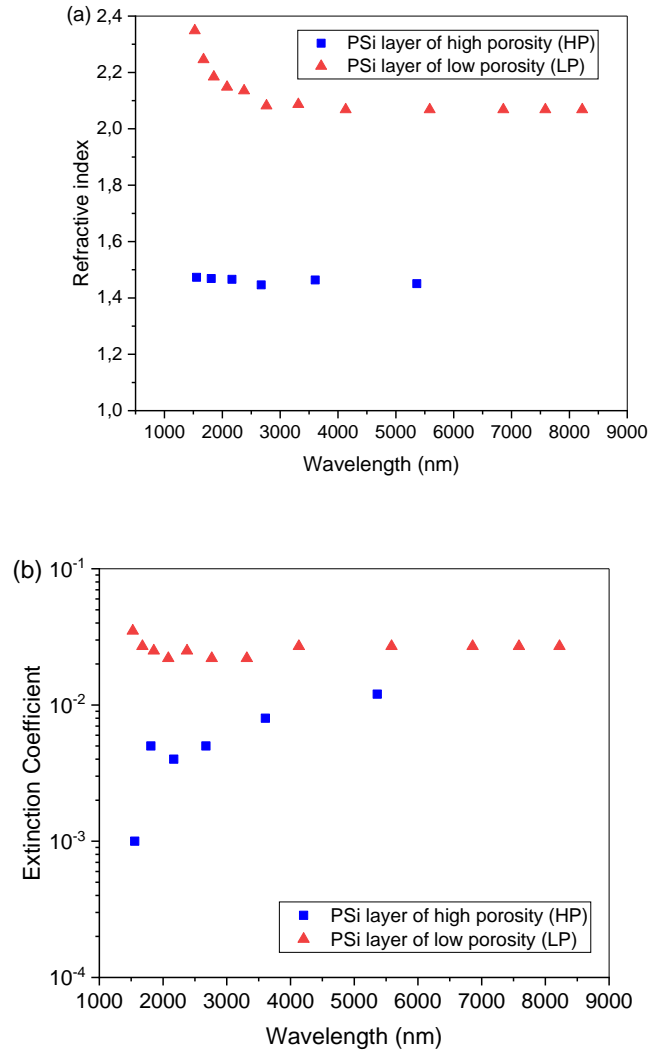 (a)
2,4
2,2
2,0
1,8
1,6
1,4
1,2
1,0
Refractive index
PSi layer of high porosity (HP)
PSi layer of low porosity (LP)
1000 2000 3000 4000 5000 6000 7000 8000 9000
Wavelength (nm)
(b)
10⁻¹
10⁻²
10⁻³
10⁻⁴
Extinction Coefficient
PSi layer of high porosity (HP)
PSi layer of low porosity (LP)
1000 2000 3000 4000 5000 6000 7000 8000 9000
Wavelength (nm)